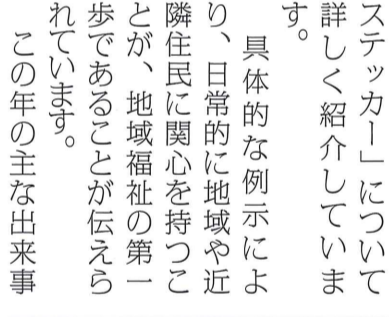 ステッカー」について
詳しく紹介していま
す。
具体的な例示によ
り、日常的に地域や近
隣住民に関心を持つこ
とが、地域福祉の第一
歩であることが伝えら
れています。
この年の主な出来事